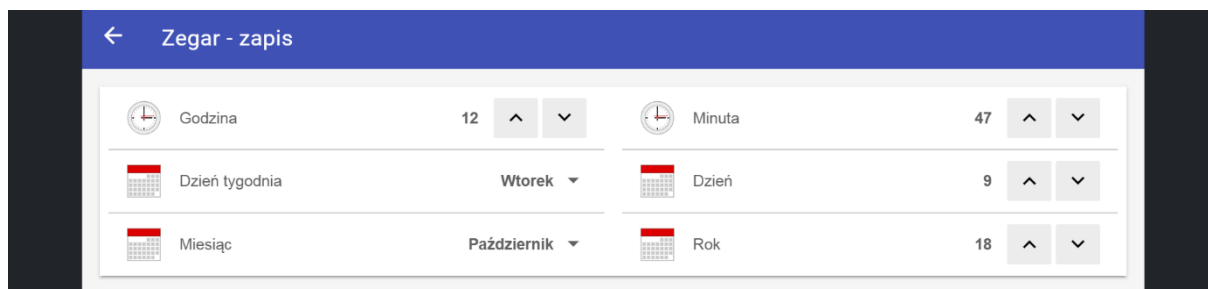 Zegar - zapis
Godzina 12 Minuta 47
Dzień tygodnia Wtorek Dzień 9
Miesiąc Październik Rok 18